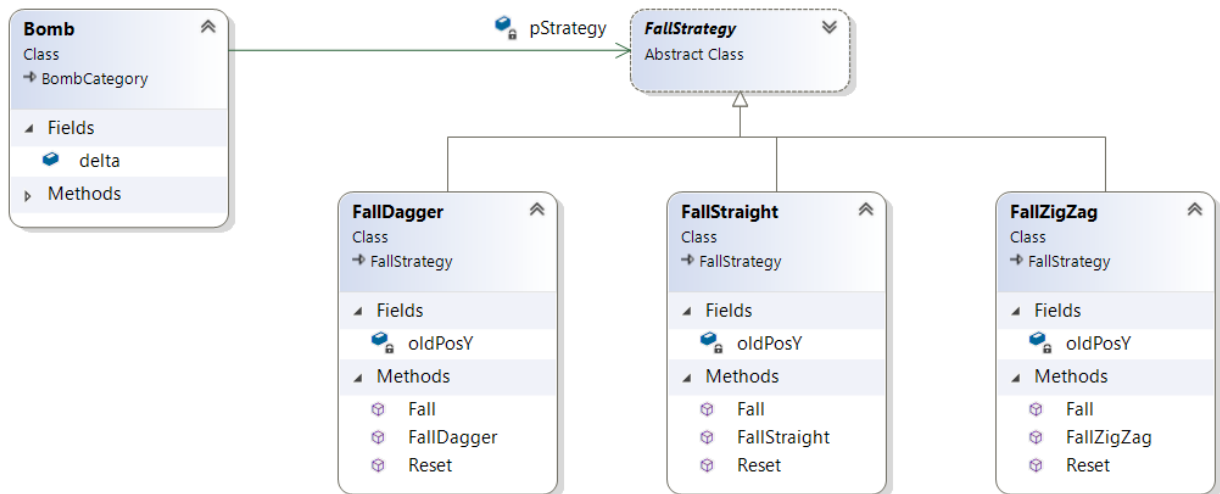 Bomb
Class
BombCategory
Fields
delta
Methods
pStrategy
FallStrategy
Abstract Class
FallDagger
Class
FallStrategy
Fields
oldPosY
Methods
Fall
FallDagger
Reset
FallStraight
Class
FallStrategy
Fields
oldPosY
Methods
Fall
FallStraight
Reset
FallZigZag
Class
FallStrategy
Fields
oldPosY
Methods
Fall
FallZigZag
Reset